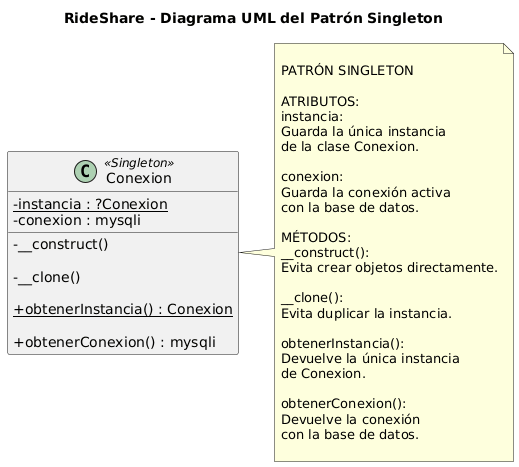 RideShare - Diagrama UML del Patrón Singleton
C
«Singleton»
Conexion
-instancia : ?Conexion
-conexion : mysqli
-__construct()
-__clone()
+obtenerInstancia() : Conexion
+obtenerConexion() : mysqli
PATRÓN SINGLETON
ATRIBUTOS:
instancia:
Guarda la única instancia
de la clase Conexion.
conexion:
Guarda la conexión activa
con la base de datos.
MÉTODOS:
__construct():
Evita crear objetos directamente.
__clone():
Evita duplicar la instancia.
obtenerInstancia():
Devuelve la única instancia
de Conexion.
obtenerConexion():
Devuelve la conexión
con la base de datos.